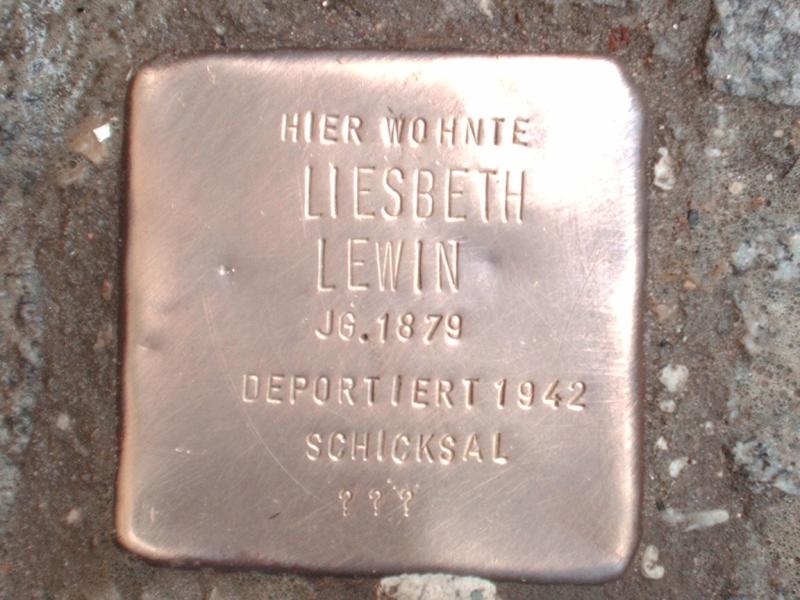 HIER WOHNTE
LIESBETH
LEWIN
JG.1879
DEPORTIERT 1942
SCHICKSAL
???